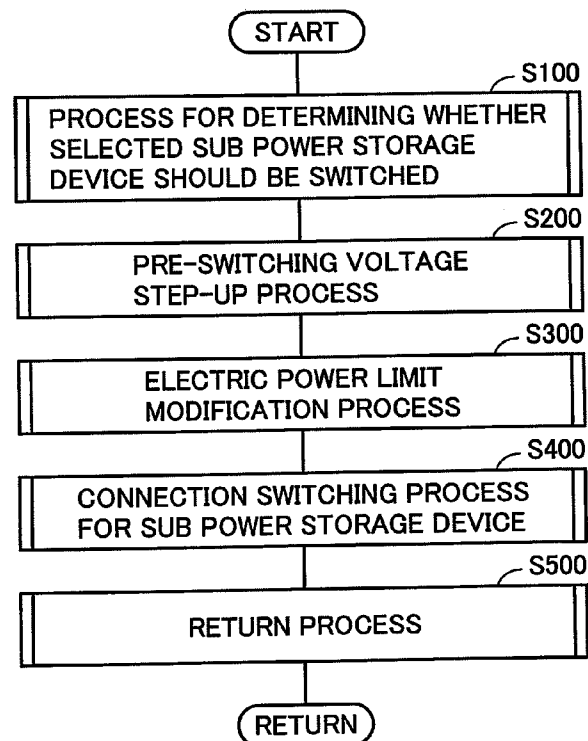 START
S100
PROCESS FOR DETERMINING WHETHER
SELECTED SUB POWER STORAGE
DEVICE SHOULD BE SWITCHED
S200
PRE-SWITCHING VOLTAGE
STEP-UP PROCESS
S300
ELECTRIC POWER LIMIT
MODIFICATION PROCESS
S400
CONNECTION SWITCHING PROCESS
FOR SUB POWER STORAGE DEVICE
S500
RETURN PROCESS
RETURN